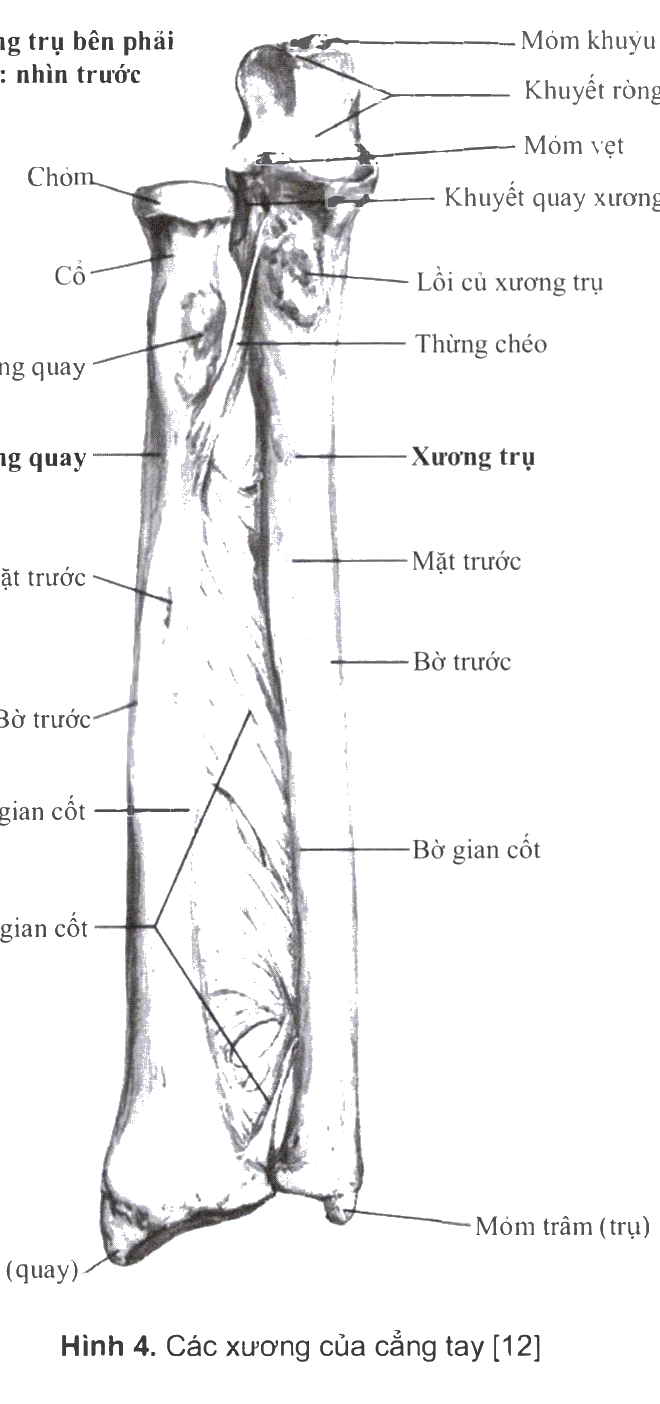 ng trụ bên phải
: nhìn trước
Mỏm khuỷu
Khuyết ròng
Mỏm vẹt
Chỏm
Khuyết quay xương
Cổ
Lồi củ xương trụ
Thừng chéo
ng quay
ng quay
Xương trụ
ặt trước
Mặt trước
Bờ trước
Bờ trước
gian cốt
Bờ gian cốt
gian cốt
Mỏm trâm (trụ)
(quay)
Hình 4. Các xương của cẳng tay [12]